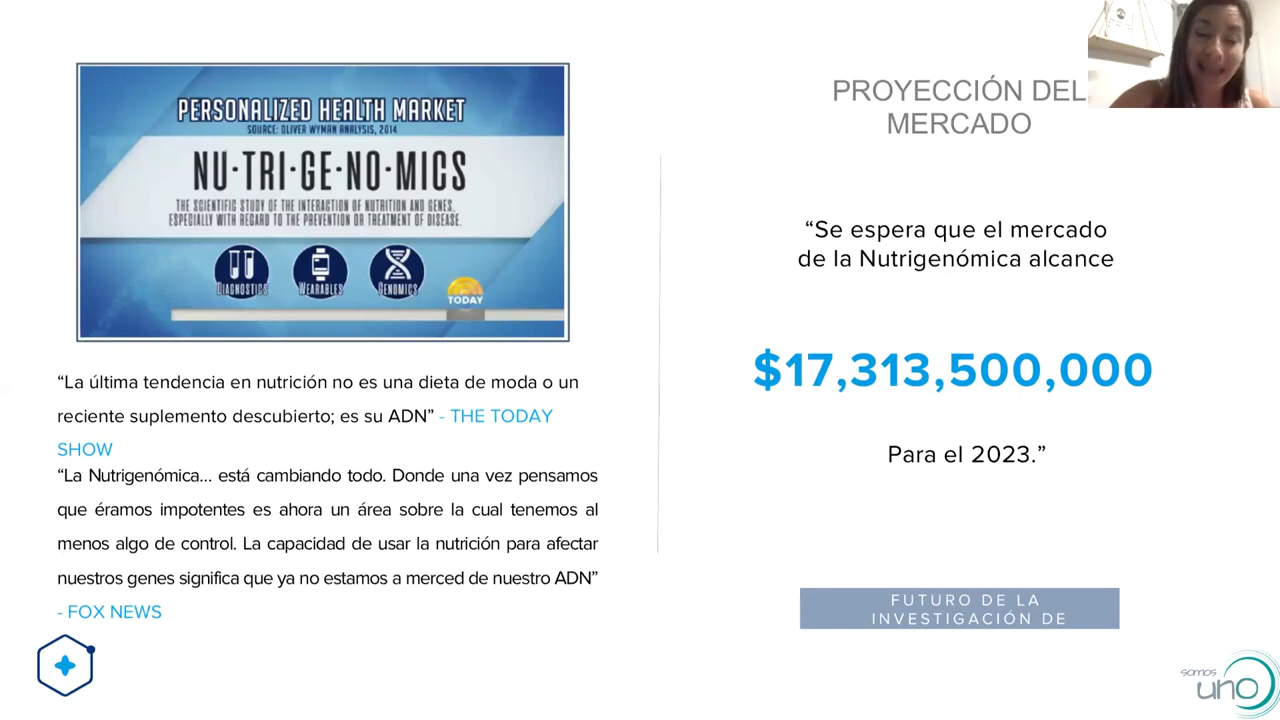 PERSONALIZED HEALTH MARKET
SOURCE: OLIVER WYMAN ANALYSIS, 2014
NU·TRI·GE·NO·MICS
THE SCIENTIFIC STUDY OF THE INTERACTION OF NUTRITION AND GENES,
ESPECIALLY WITH REGARD TO THE PREVENTION OR TREATMENT OF DISEASE.
DIAGNOSTICS WEARABLES GENOMICS
TODAY
“La última tendencia en nutrición no es una dieta de moda o un
reciente suplemento descubierto; es su ADN” - THE TODAY
SHOW
“La Nutrigenómica... está cambiando todo. Donde una vez pensamos
que éramos impotentes es ahora un área sobre la cual tenemos al
menos algo de control. La capacidad de usar la nutrición para afectar
nuestros genes significa que ya no estamos a merced de nuestro ADN”
- FOX NEWS
PROYECCIÓN DEL
MERCADO
“Se espera que el mercado
de la Nutrigenómica alcance
$17,313,500,000
Para el 2023.”
FUTURO DE LA
INVESTIGACIÓN DE
somos
uno